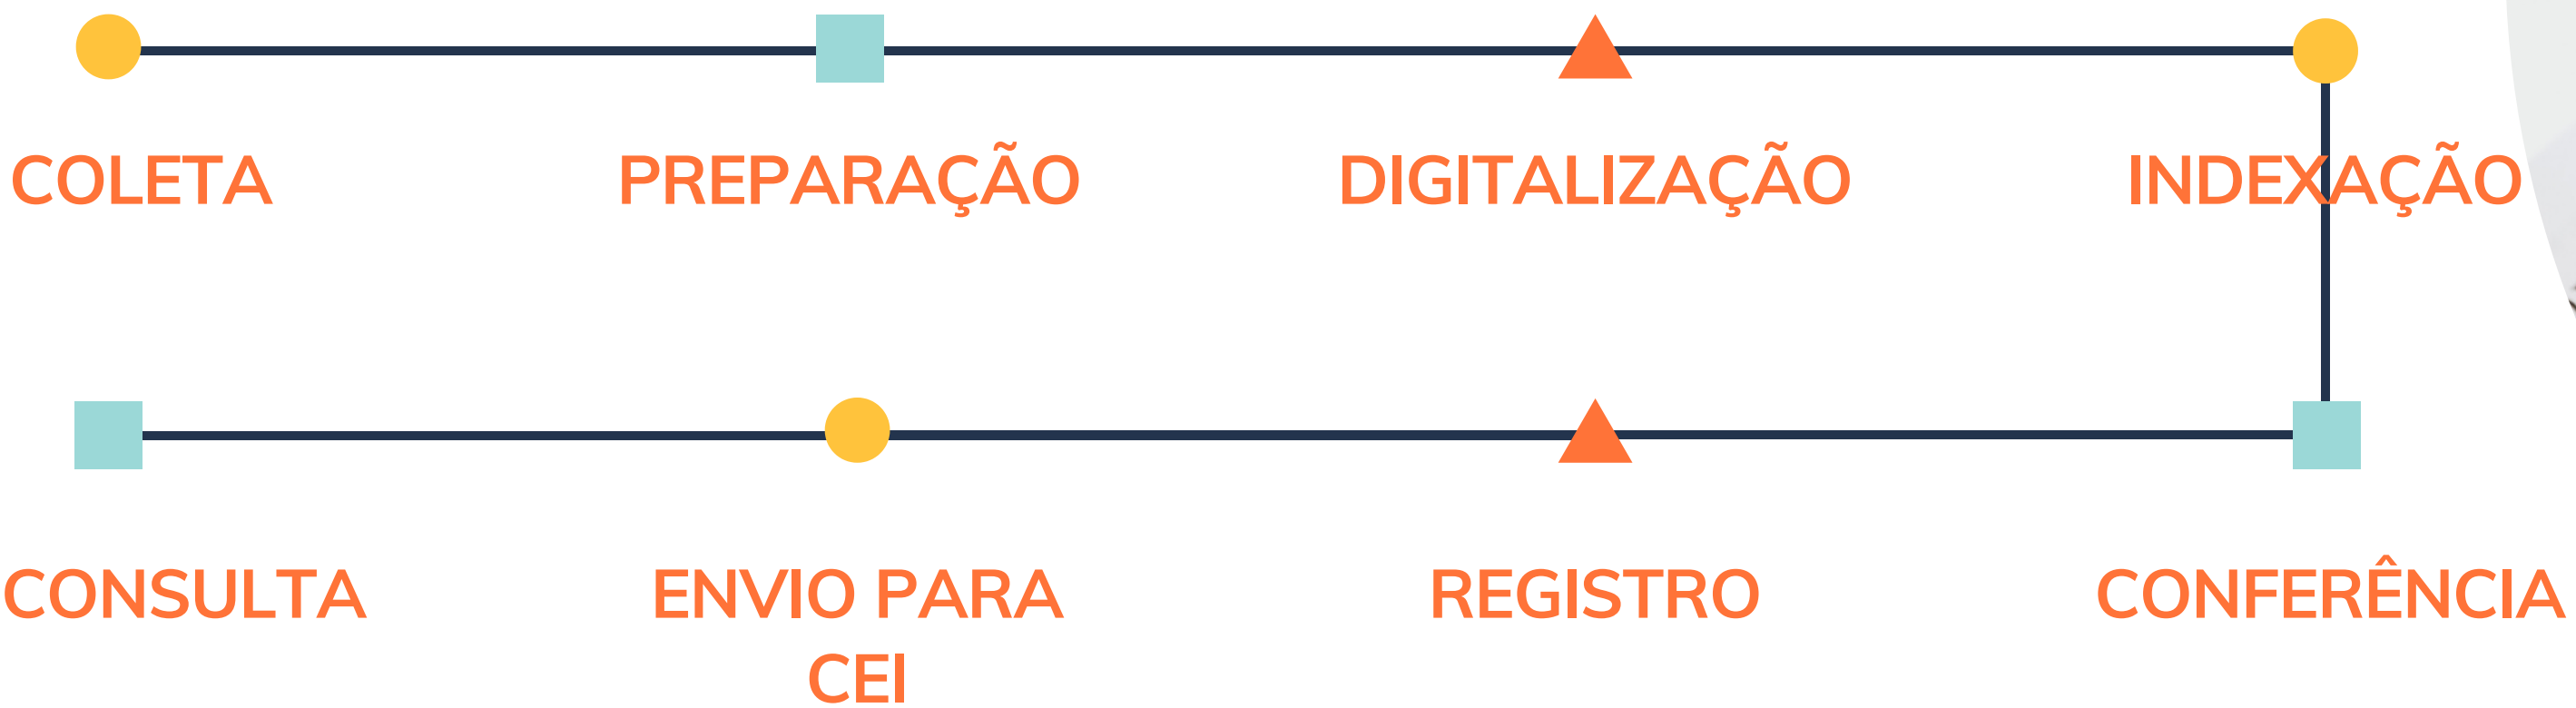 COLETA
PREPARAÇÃO
DIGITALIZAÇÃO
INDEXAÇÃO
CONSULTA
ENVIO PARA
CEI
REGISTRO
CONFERÊNCIA